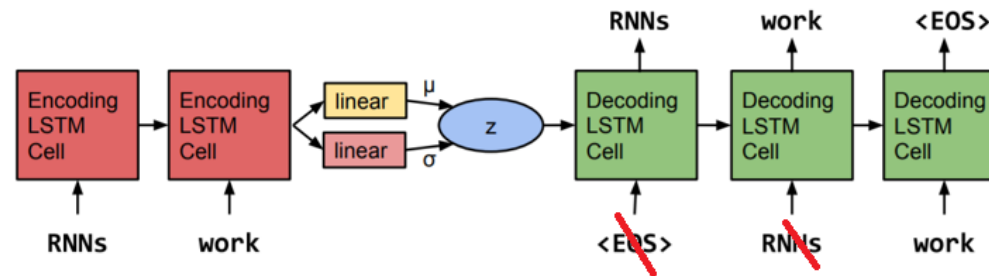 RNNs work <EOS>
Encoding
LSTM
Cell
Encoding
LSTM
Cell
linear
linear
μ
σ
z
Decoding
LSTM
Cell
Decoding
LSTM
Cell
Decoding
LSTM
Cell
RNNs work <EOS> RNNs work